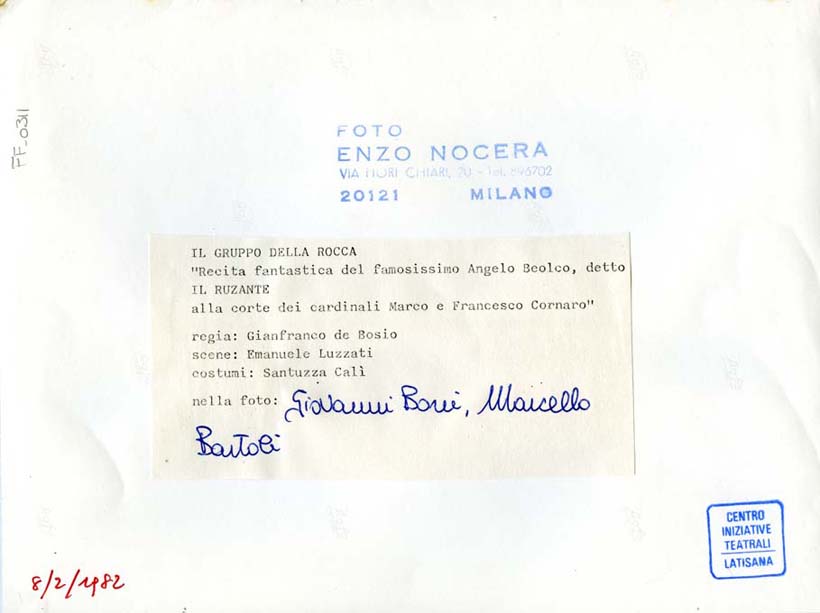 FF_0311
FOTO
ENZO NOCERA
VIA FIORI CHIARI, 20 - Tel. 896702
20121 MILANO
IL GRUPPO DELLA ROCCA
"Recita fantastica del famosissimo Angelo Beolco, detto
IL RUZANTE
alla corte dei cardinali Marco e Francesco Cornaro"
regia: Gianfranco de Bosio
scene: Emanuele Luzzati
costumi: Santuzza Calì
nella foto: Giovanni Boni, Marcello
Bartoli
CENTRO
INIZIATIVE
TEATRALI
LATISANA
8/2/1982